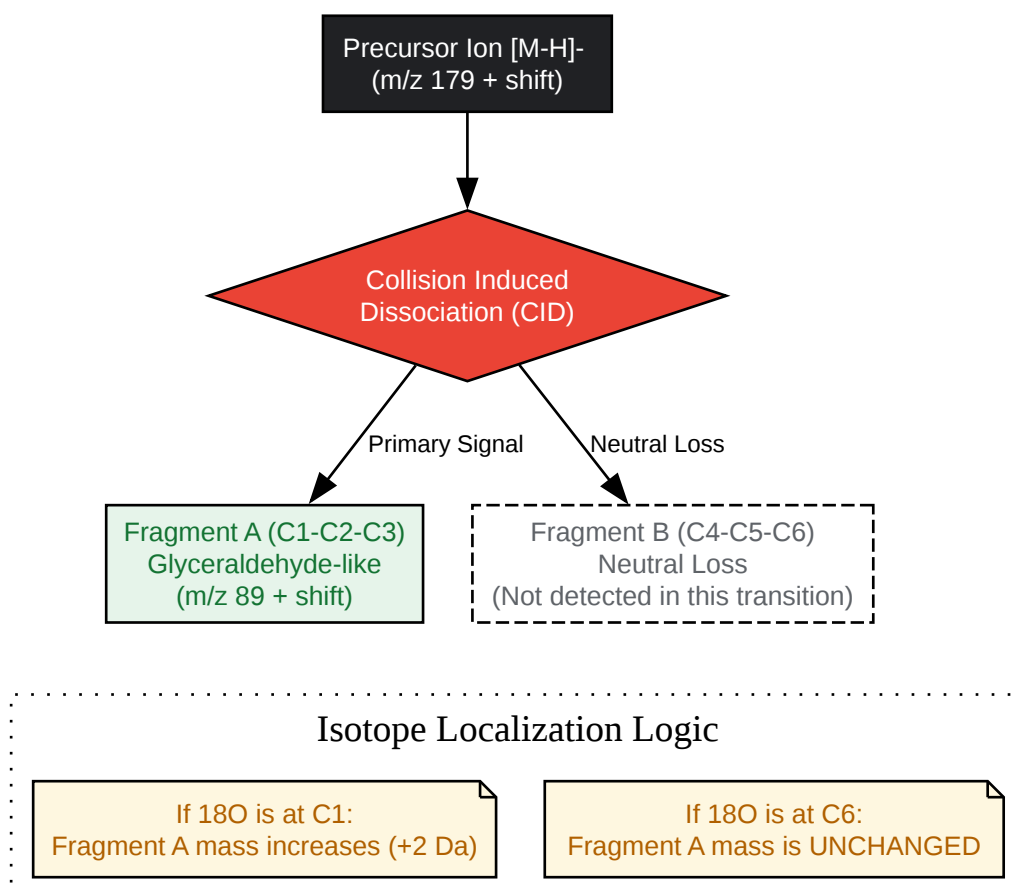 Precursor Ion [M-H]-
(m/z 179 + shift)
Collision Induced
Dissociation (CID)
Primary Signal
Neutral Loss
Fragment A (C1-C2-C3)
Glyceraldehyde-like
(m/z 89 + shift)
Fragment B (C4-C5-C6)
Neutral Loss
(Not detected in this transition)
Isotope Localization Logic
If 18O is at C1:
Fragment A mass increases (+2 Da)
If 18O is at C6:
Fragment A mass is UNCHANGED